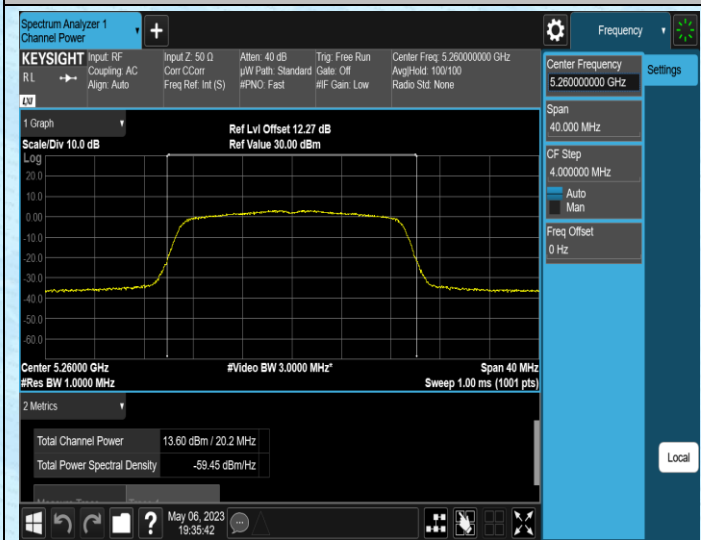 Spectrum Analyzer 1
Channel Power
Frequency
KEYSIGHT
RL
LXI
Input: RF
Coupling: AC
Align: Auto
Input Z: 50 Ω
Corr CCorr
Freq Ref: Int (S)
Atten: 40 dB
µW Path: Standard
#PNO: Fast
Trig: Free Run
Gate: Off
#IF Gain: Low
Center Freq: 5.260000000 GHz
Avg|Hold: 100/100
Radio Std: None
Center Frequency
5.260000000 GHz
Settings
Span
40.000 MHz
CF Step
4.000000 MHz
Auto
Man
Freq Offset
0 Hz
1 Graph
Scale/Div 10.0 dB
Ref Lvl Offset 12.27 dB
Ref Value 30.00 dBm
Log
20.0
10.0
0.00
-10.0
-20.0
-30.0
-40.0
-50.0
-60.0
Center 5.26000 GHz
#Res BW 1.0000 MHz
#Video BW 3.0000 MHz*
Span 40 MHz
Sweep 1.00 ms (1001 pts)
2 Metrics
Total Channel Power 13.60 dBm / 20.2 MHz
Total Power Spectral Density -59.45 dBm/Hz
Local
May 06, 2023
19:35:42